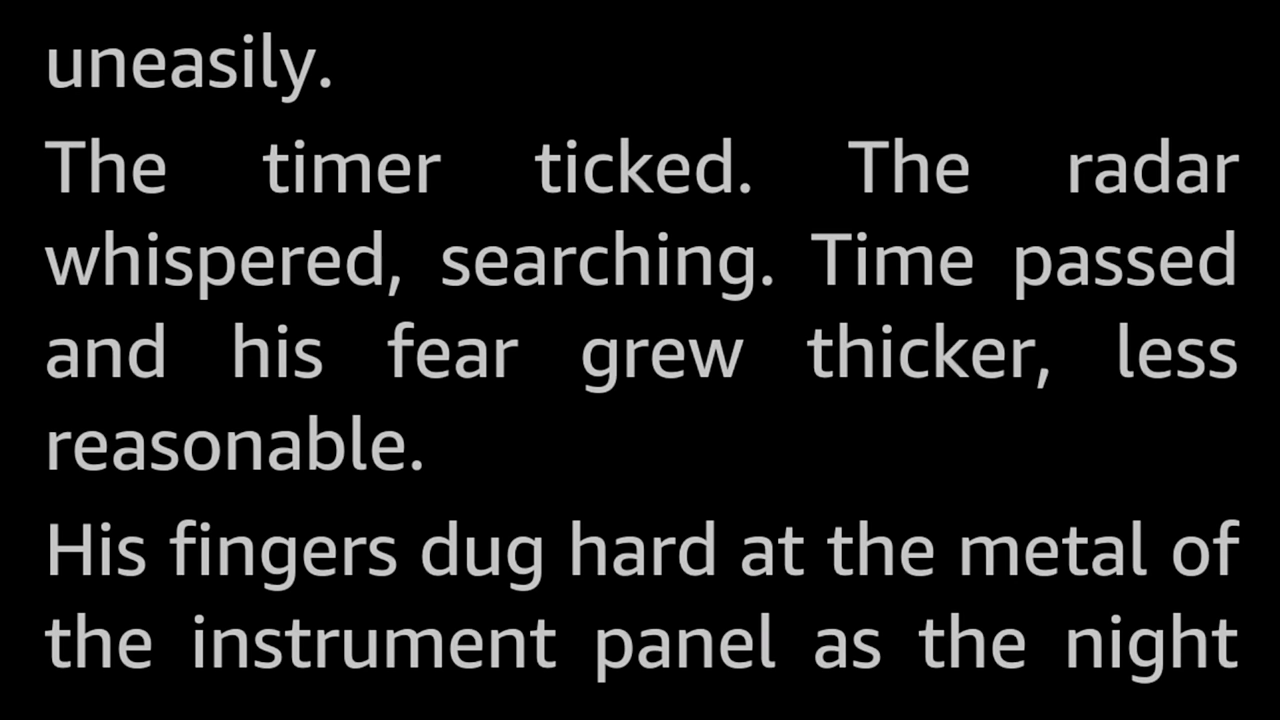 uneasily.
The timer ticked. The radar
whispered, searching. Time passed
and his fear grew thicker, less
reasonable.
His fingers dug hard at the metal of
the instrument panel as the night